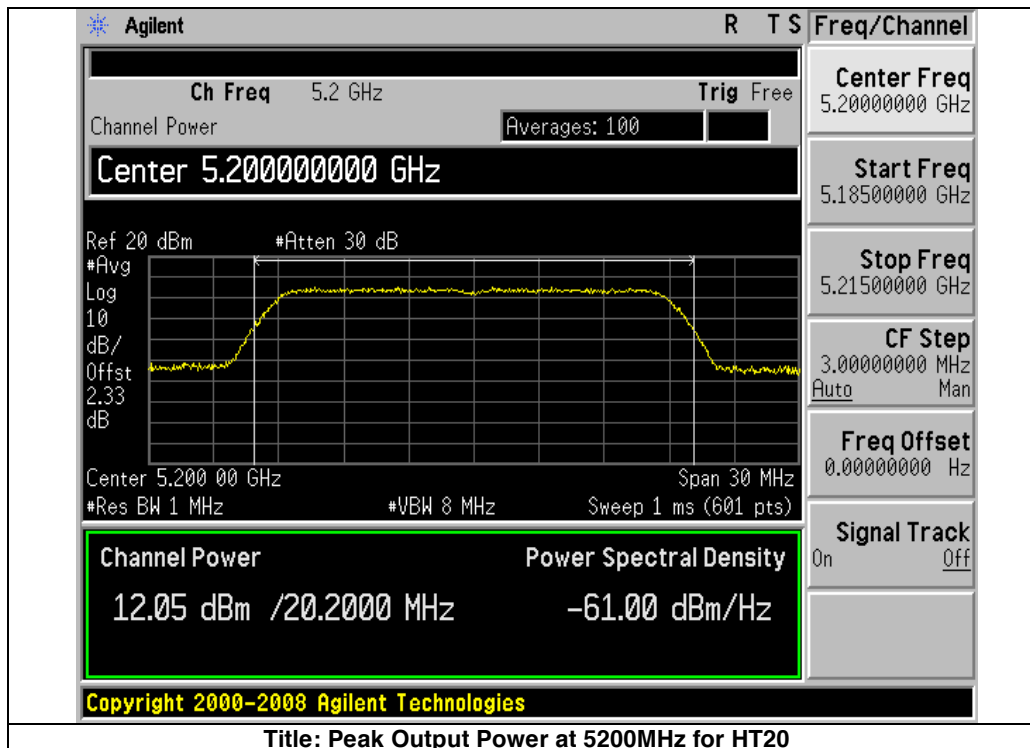 Agilent R T S Freq/Channel
Ch Freq 5.2 GHz Trig Free
Channel Power Averages: 100
Center 5.200000000 GHz
Ref 20 dBm #Atten 30 dB
#Avg
Log
10
dB/
Offst
2.33
dB
Center 5.200 00 GHz Span 30 MHz
#Res BW 1 MHz #VBW 8 MHz Sweep 1 ms (601 pts)
Channel Power Power Spectral Density
12.05 dBm /20.2000 MHz -61.00 dBm/Hz
Copyright 2000-2008 Agilent Technologies
Center Freq
5.20000000 GHz
Start Freq
5.18500000 GHz
Stop Freq
5.21500000 GHz
CF Step
3.00000000 MHz
Auto Man
Freq Offset
0.00000000 Hz
Signal Track
On Off
Title: Peak Output Power at 5200MHz for HT20